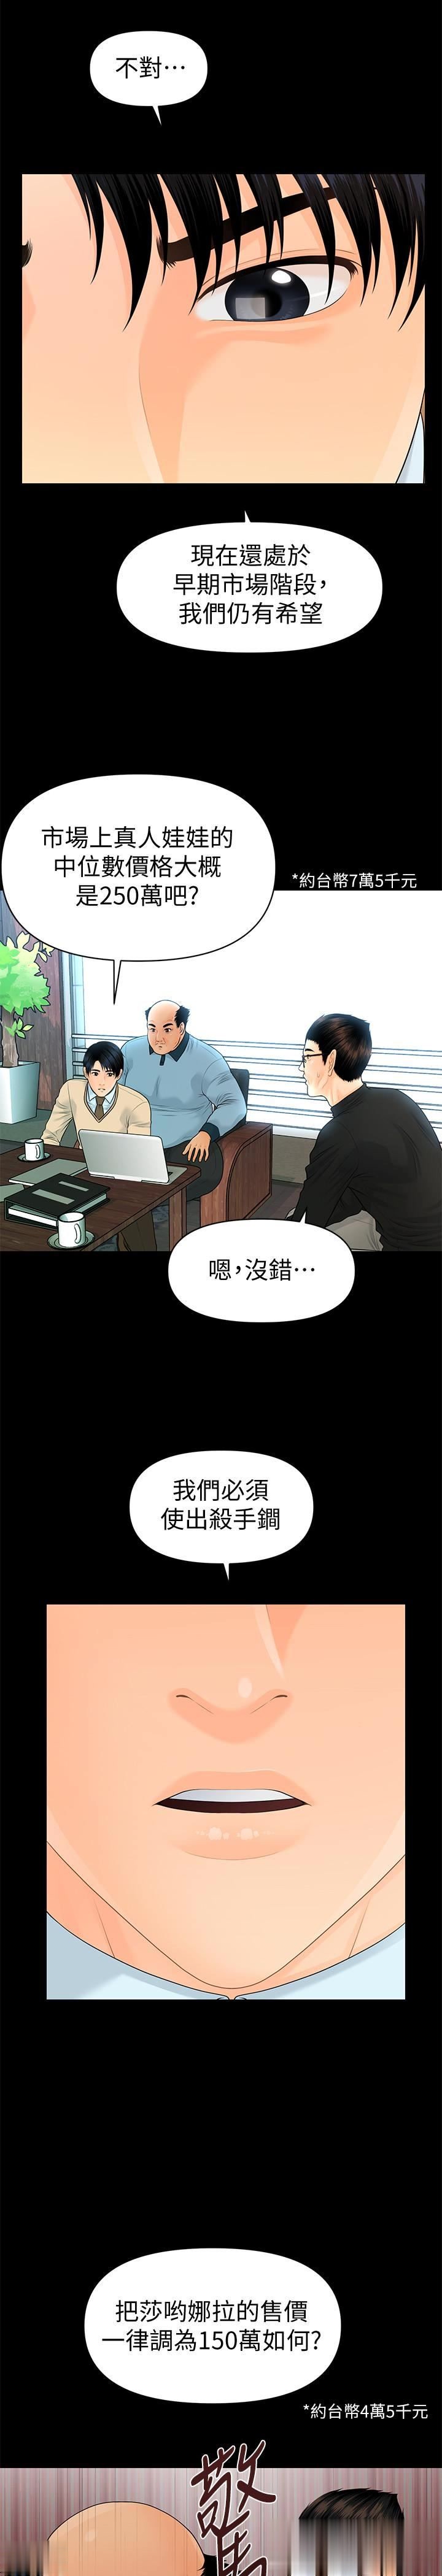 不對…
現在還處於
早期市場階段,
我們仍有希望
市場上真人娃娃的
中位數價格大概
是250萬吧?
*約台幣7萬5千元
嗯,沒錯…
我們必須
使出殺手鐧
把莎喲娜拉的售價
一律調為150萬如何?
*約台幣4萬5千元
驚